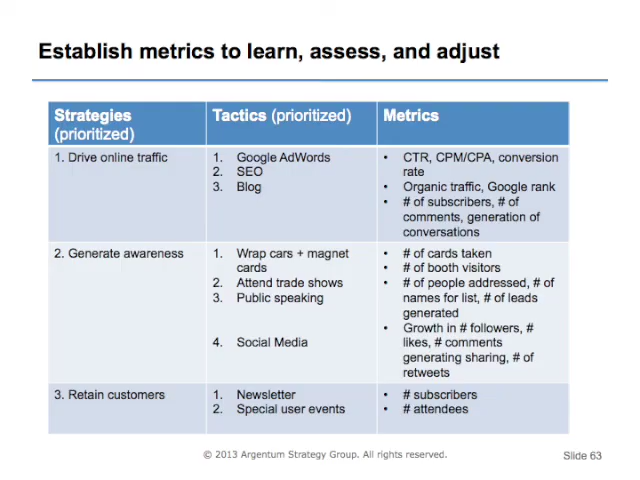 Establish metrics to learn, assess, and adjust
Strategies
(prioritized)
Tactics (prioritized)
Metrics
1. Drive online traffic
1. Google AdWords
2. SEO
3. Blog
• CTR, CPM/CPA, conversion
rate
• Organic traffic, Google rank
• # of subscribers, # of
comments, generation of
conversations
2. Generate awareness
1. Wrap cars + magnet
cards
2. Attend trade shows
3. Public speaking
4. Social Media
• # of cards taken
• # of booth visitors
• # of people addressed, # of
names for list, # of leads
generated
• Growth in # followers, #
likes, # comments
generating sharing, # of
retweets
3. Retain customers
1. Newsletter
2. Special user events
• # subscribers
• # attendees
© 2013 Argentum Strategy Group. All rights reserved.
Slide 63